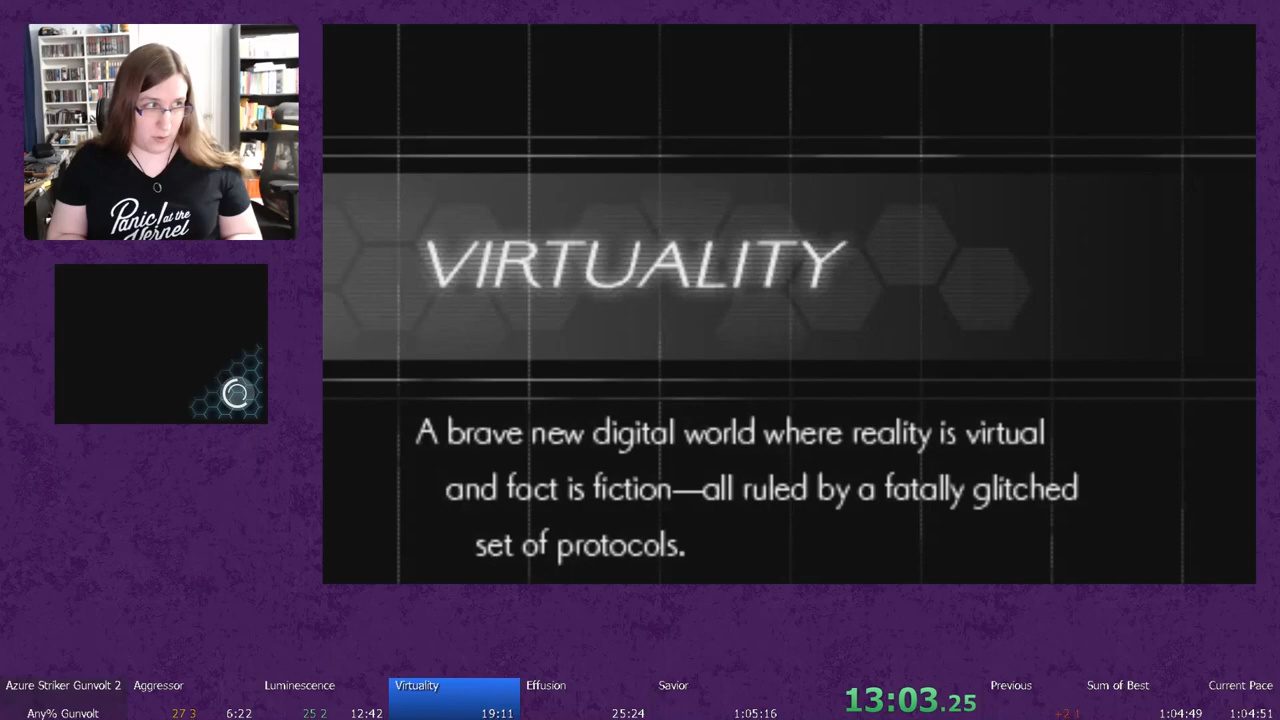 Panic! at the
Kernel
VIRTUALITY
A brave new digital world where reality is virtual
and fact is fiction—all ruled by a fatally glitched
set of protocols.
Azure Striker Gunvolt 2 Aggressor Luminescence Virtuality Effusion Savior 13:03.25 Previous Sum of Best Current Pace
Any% Gunvolt 27 3 6:22 25 2 12:42 19:11 25:24 1:05:16 +2 1 1:04:49 1:04:51